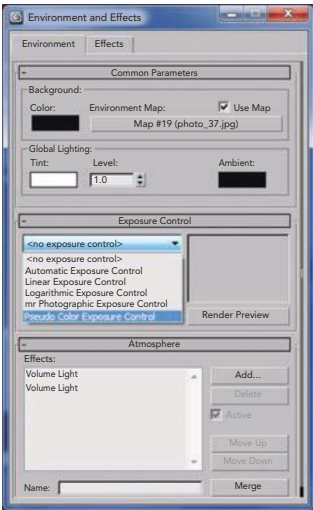 Environment and Effects
Environment Effects
- Common Parameters
Background:
Color: Environment Map: Use Map
Map #19 (photo_37.jpg)
Global Lighting:
Tint: Level: Ambient:
1.0
- Exposure Control
<no exposure control>
<no exposure control>
Automatic Exposure Control
Linear Exposure Control
Logarithmic Exposure Control
mr Photographic Exposure Control
Pseudo Color Exposure Control
Render Preview
- Atmosphere
Effects:
Volume Light
Volume Light
Add...
Delete
Active
Move Up
Move Down
Name: Merge